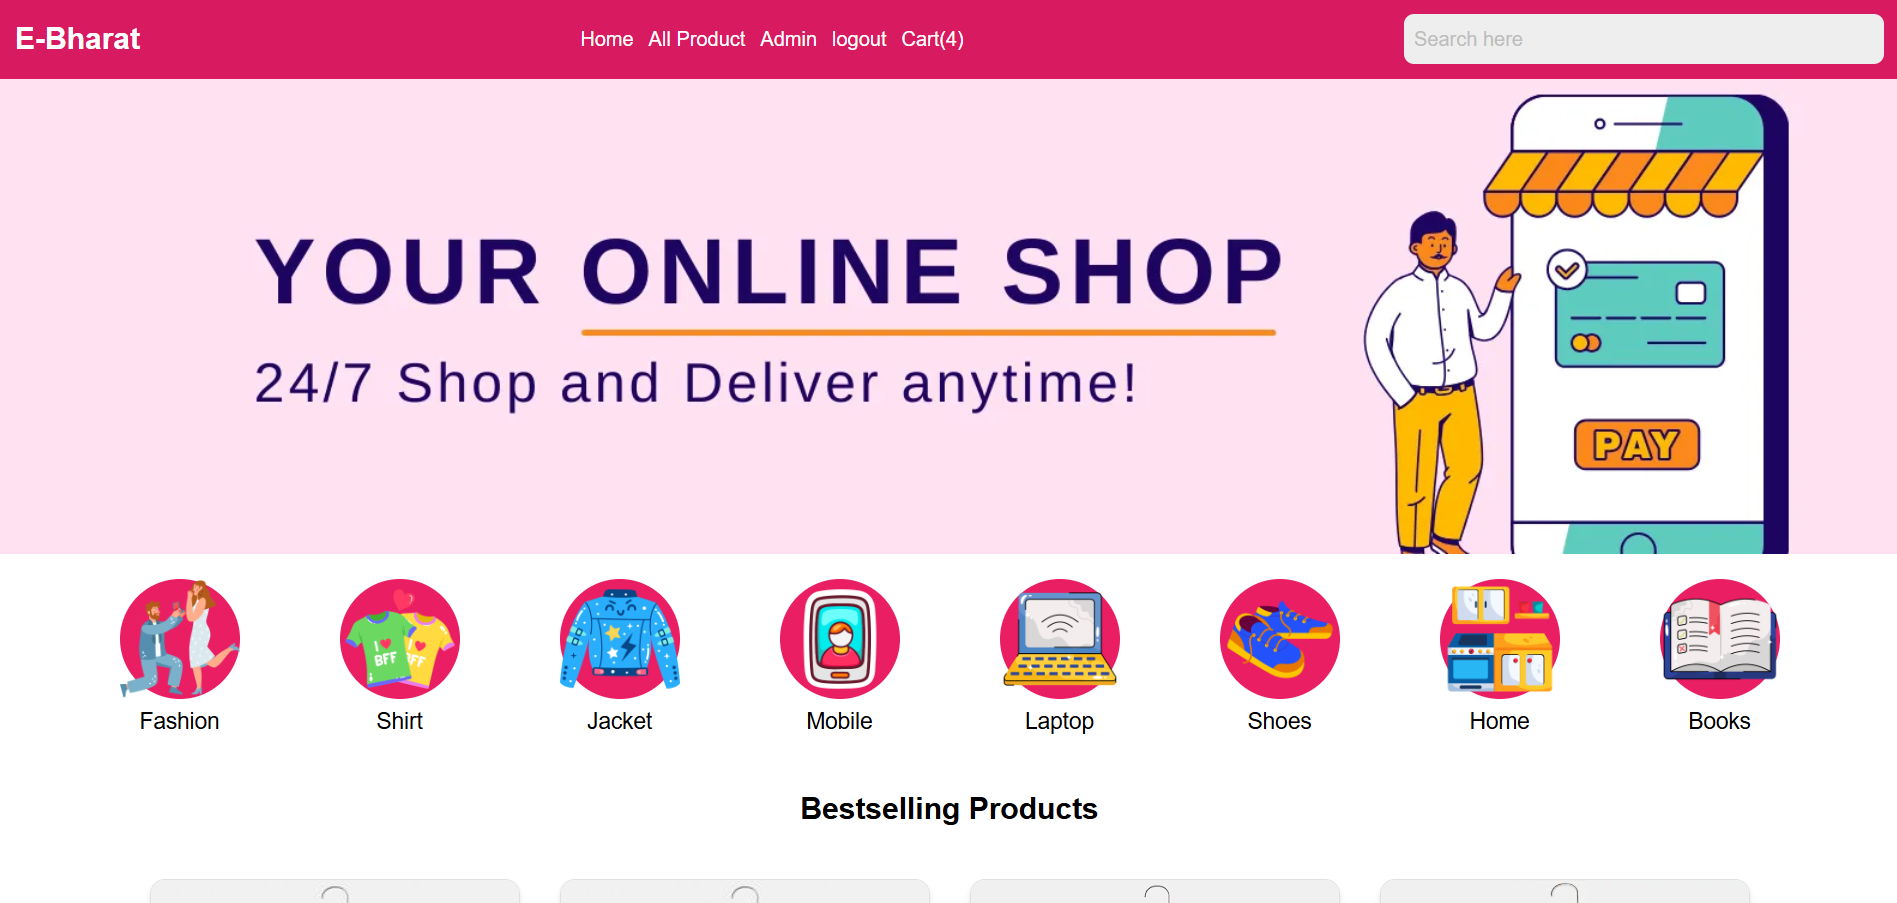 E-Bharat
Home All Product Admin logout Cart(4)
Search here
YOUR ONLINE SHOP
24/7 Shop and Deliver anytime!
PAY
I ❤ BFF
I ❤ BFF
Fashion
Shirt
Jacket
Mobile
Laptop
Shoes
Home
Books
Bestselling Products